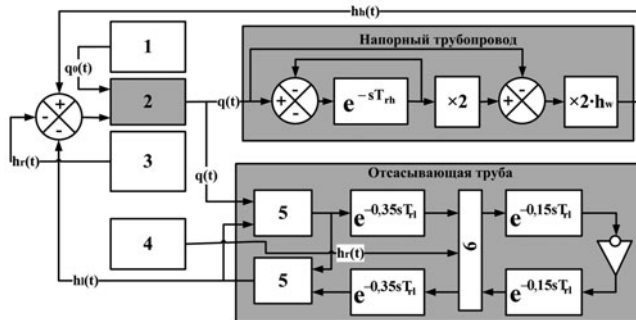 hₕ(t)
Напорный трубопровод
1
q₀(t)
2
q(t)
+
-
-
+
-
e^–sTrh
×2
-
+
×2·hw
3
hr(t)
q(t)
Отсасывающая труба
5
e^–0,35sTrl
6
e^–0,15sTrl
4
hr(t)
5
e^–0,35sTrl
e^–0,15sTrl
hl(t)